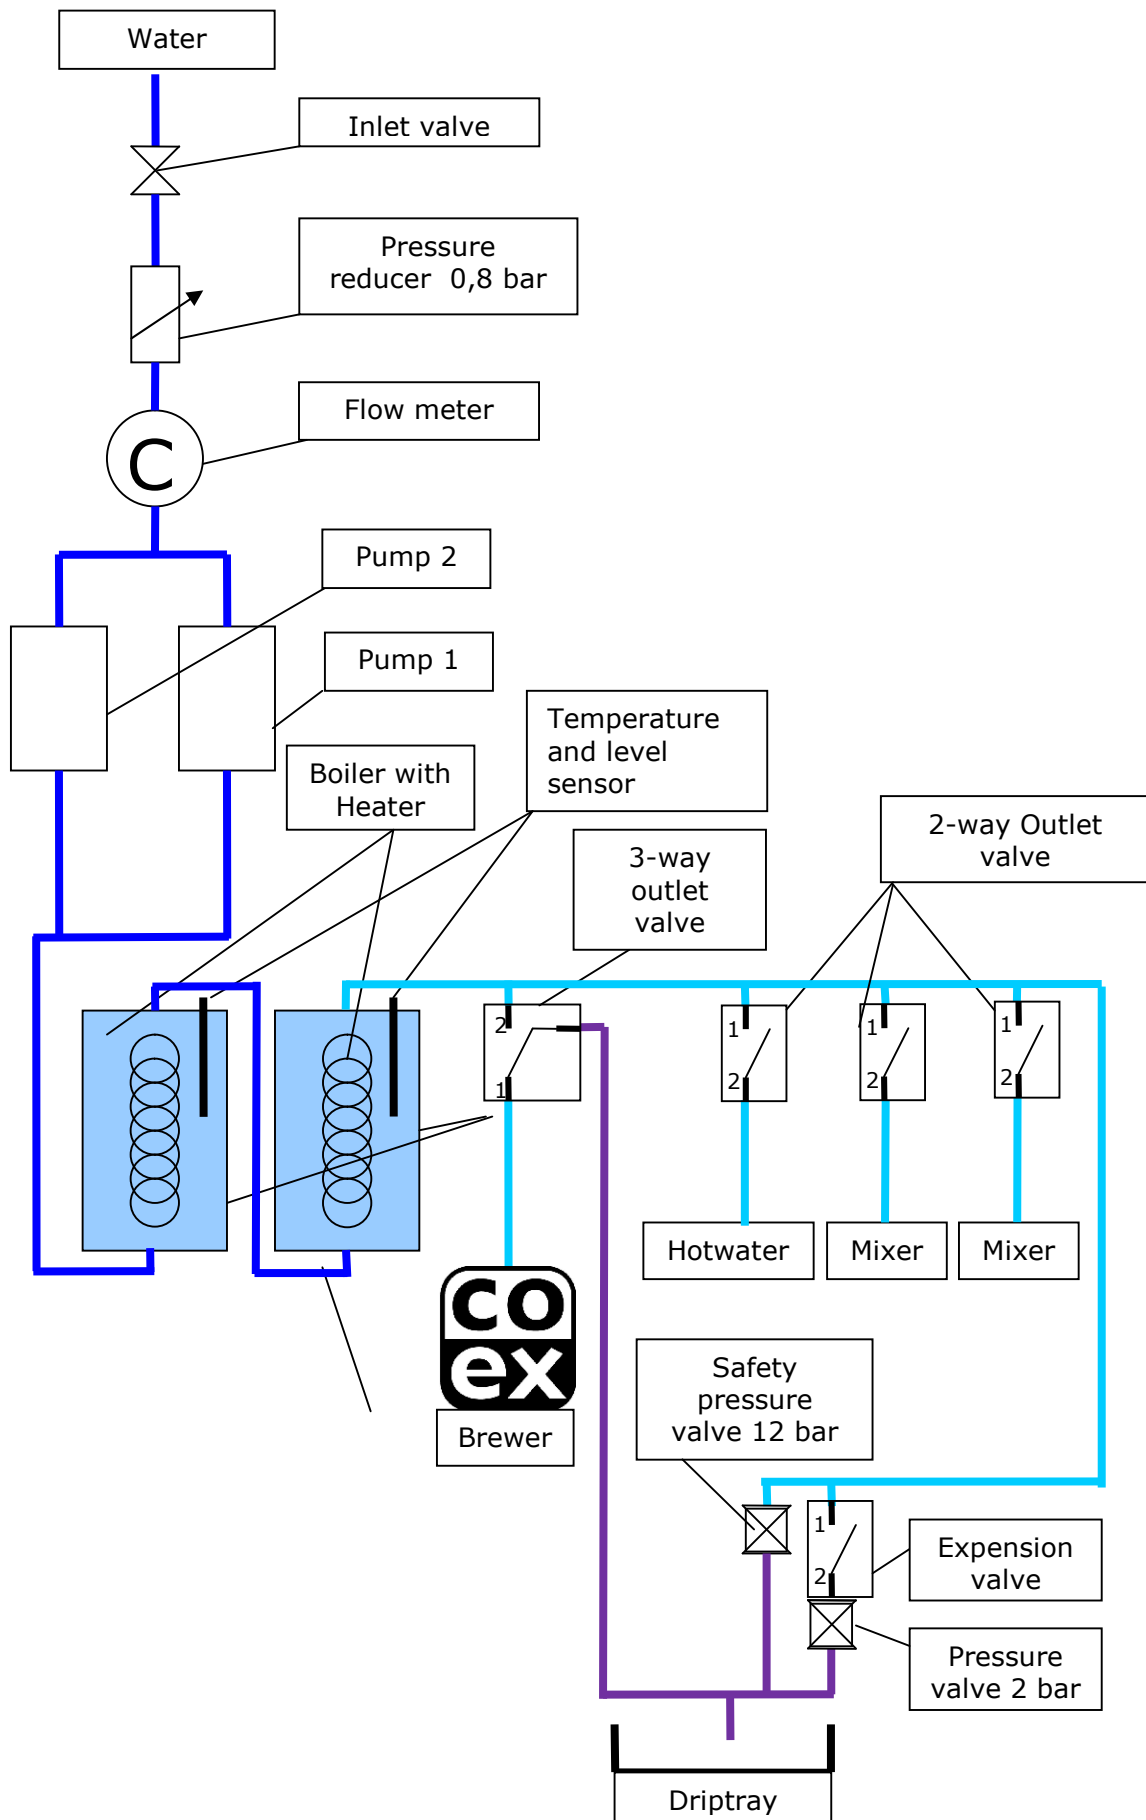 Water
Inlet valve
Pressure
reducer  0,8 bar
Flow meter
C
Pump 2
Pump 1
Temperature
and level
sensor
Boiler with
Heater
2-way Outlet
valve
3-way
outlet
valve
2
1
1
2
1
2
1
2
Hotwater
Mixer
Mixer
co
ex
Brewer
Safety
pressure
valve 12 bar
1
2
Expension
valve
Pressure
valve 2 bar
Driptray